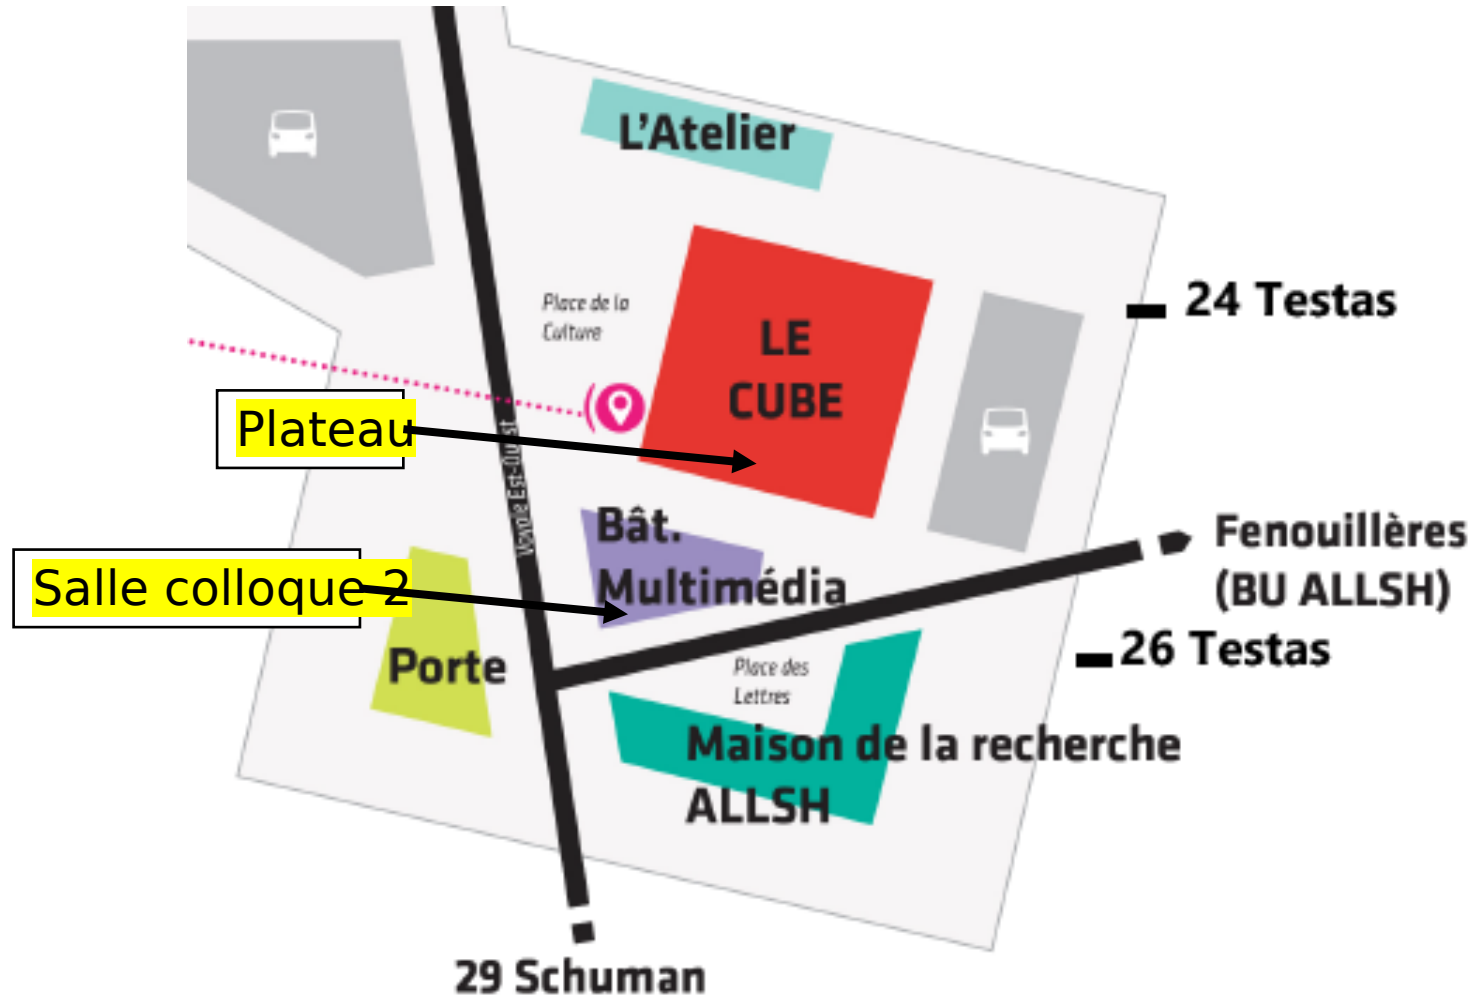 L'Atelier
24 Testas
Place de la
Culture
LE
CUBE
Plateau
Voyoie Est-Ouest
Bât.
Multimédia
Fenouillères
(BU ALLSH)
Salle colloque 2
Porte
26 Testas
Place des
Lettres
Maison de la recherche
ALLSH
29 Schuman